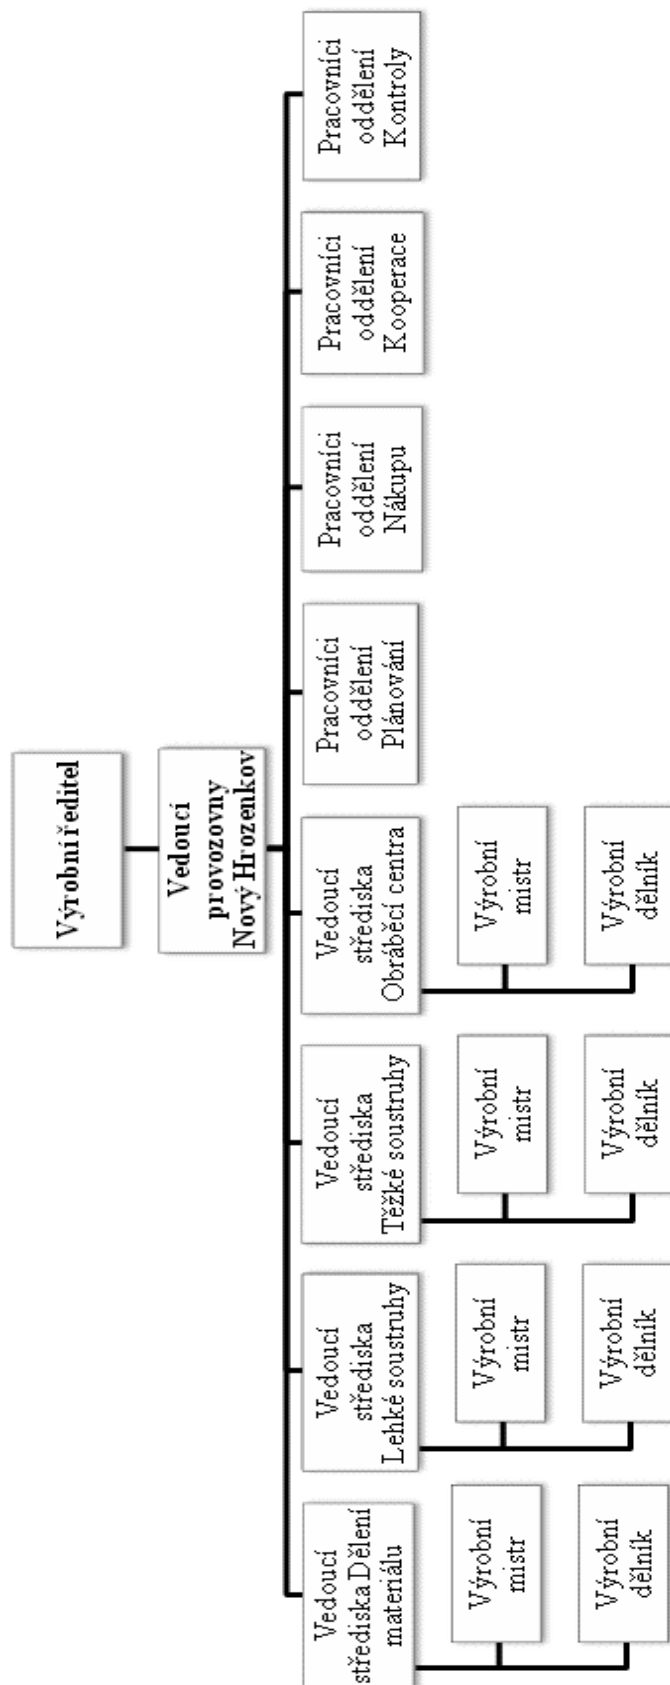 Výrobní ředitel
Vedoucí
provozovny
Nový Hrozenkov
Vedoucí
střediska Dělení
materiálu
Vedoucí
střediska
Lehké soustruhy
Vedoucí
střediska
Těžké soustruhy
Vedoucí
střediska
Obráběcí centra
Pracovníci
oddělení
Plánování
Pracovníci
oddělení
Nákupu
Pracovníci
oddělení
Kooperace
Pracovníci
oddělení
Kontroly
Výrobní
mistr
Výrobní
mistr
Výrobní
mistr
Výrobní
mistr
Výrobní
dělník
Výrobní
dělník
Výrobní
dělník
Výrobní
dělník